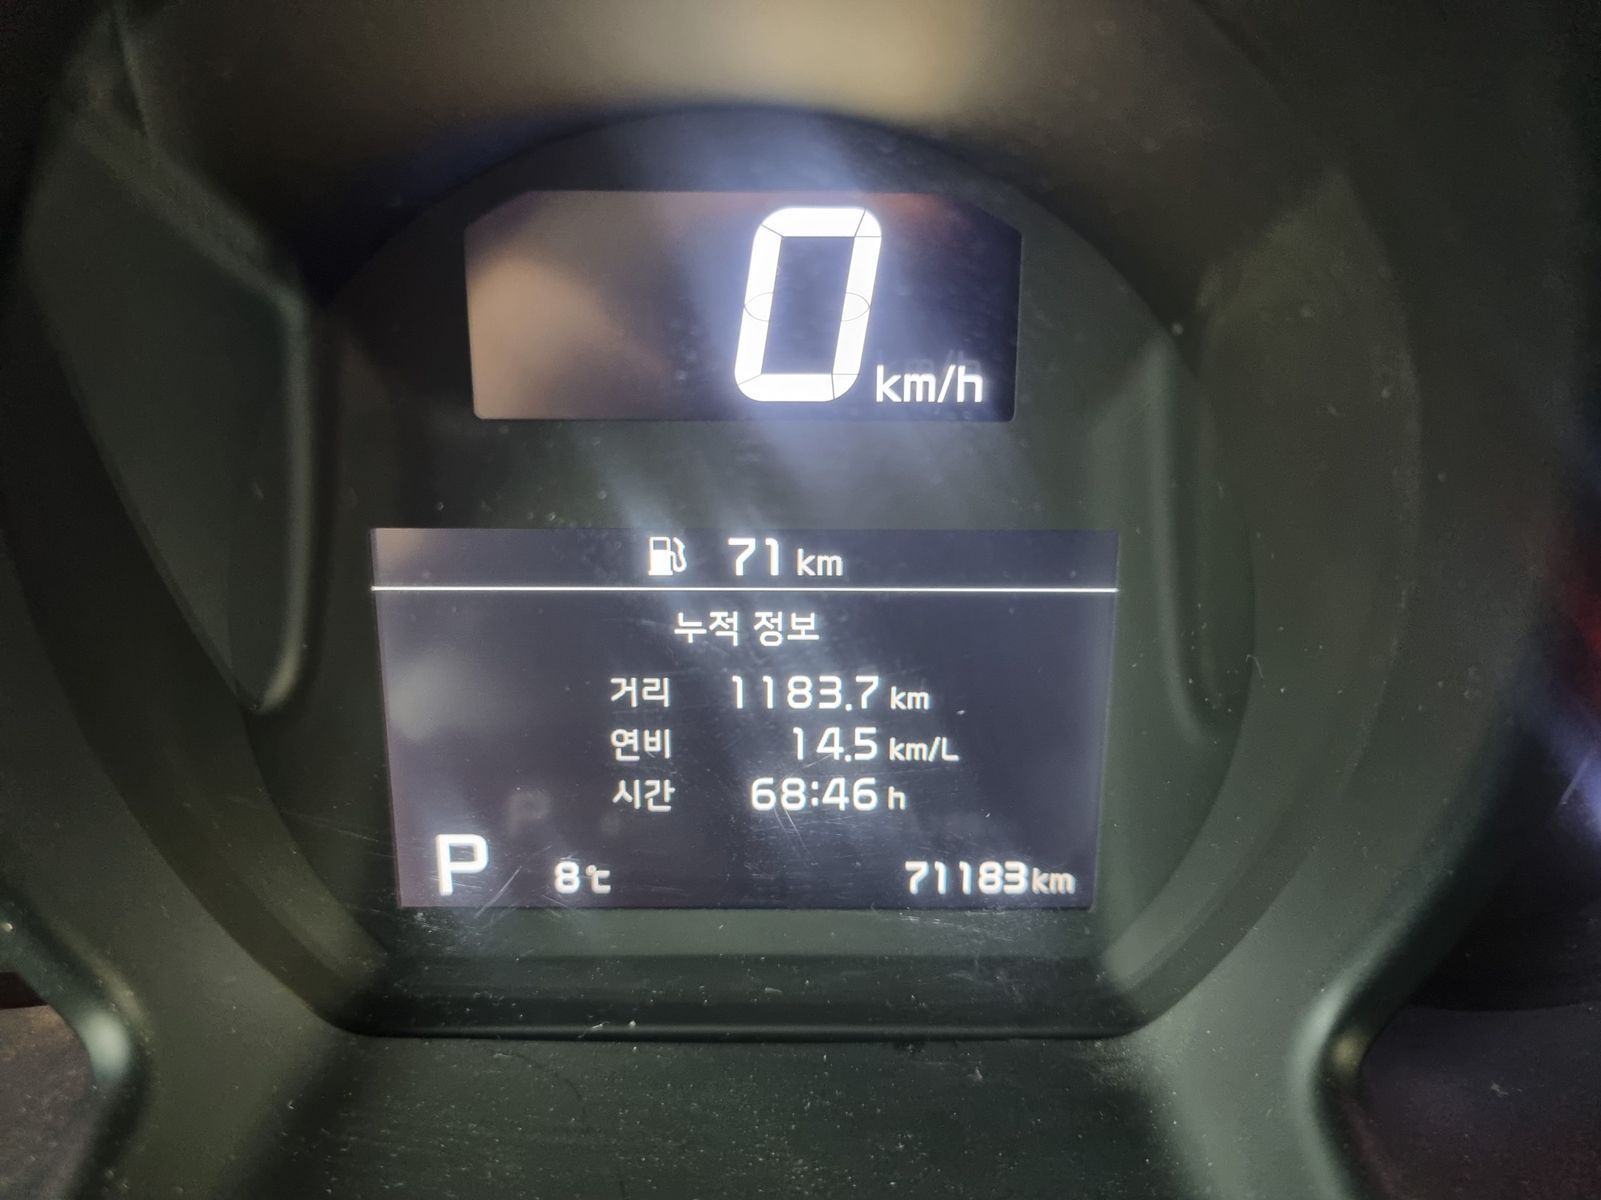 0 km/h
71 km
누적 정보
거리 1183.7 km
연비 14.5 km/L
시간 68:46 h
P 8℃ 71183km